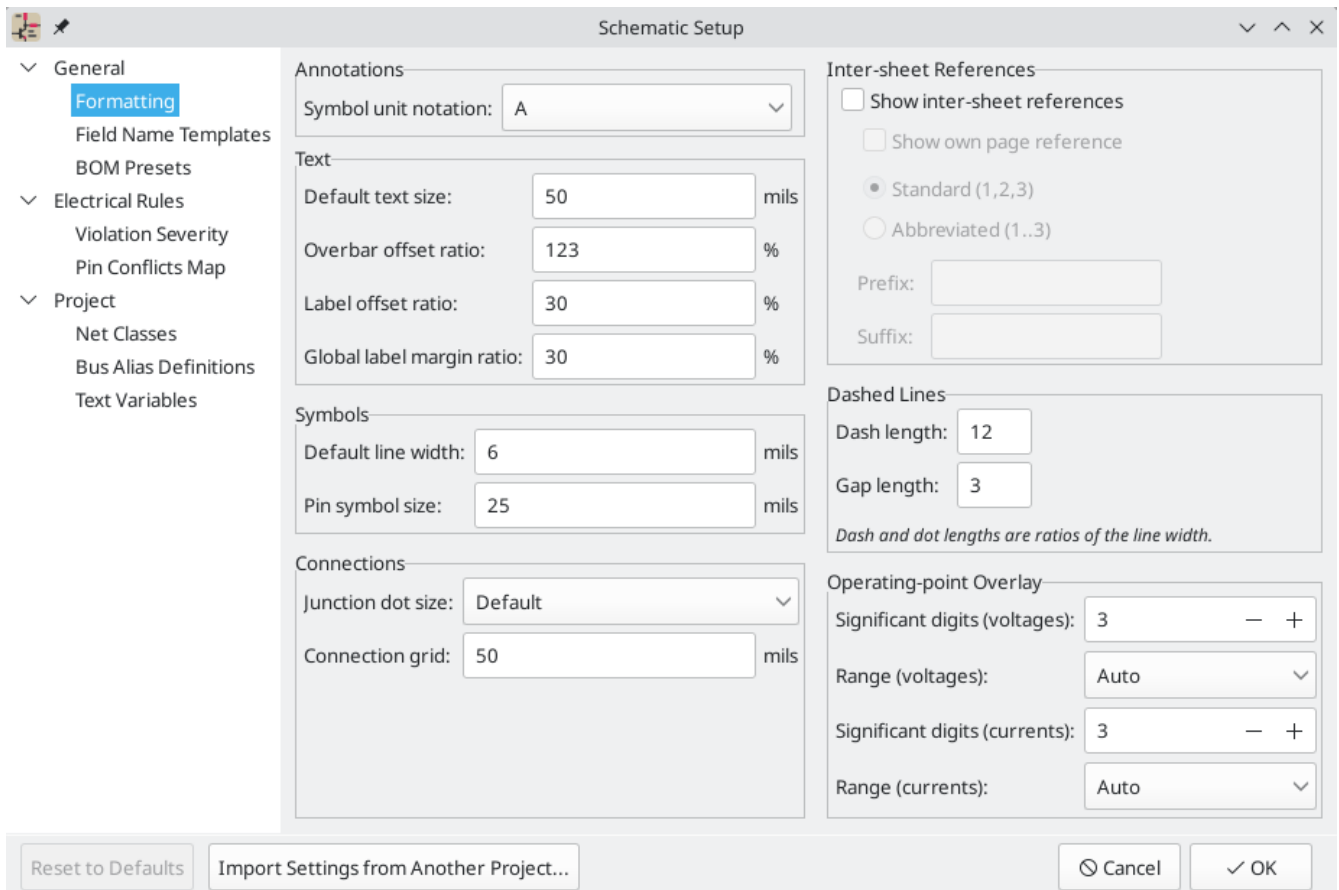 Schematic Setup
General
Formatting
Field Name Templates
BOM Presets
Electrical Rules
Violation Severity
Pin Conflicts Map
Project
Net Classes
Bus Alias Definitions
Text Variables
Annotations
Symbol unit notation: A
Text
Default text size: 50 mils
Overbar offset ratio: 123 %
Label offset ratio: 30 %
Global label margin ratio: 30 %
Symbols
Default line width: 6 mils
Pin symbol size: 25 mils
Connections
Junction dot size: Default
Connection grid: 50 mils
Inter-sheet References
Show inter-sheet references
Show own page reference
Standard (1,2,3)
Abbreviated (1..3)
Prefix:
Suffix:
Dashed Lines
Dash length: 12
Gap length: 3
Dash and dot lengths are ratios of the line width.
Operating-point Overlay
Significant digits (voltages): 3
Range (voltages): Auto
Significant digits (currents): 3
Range (currents): Auto
Reset to Defaults
Import Settings from Another Project...
Cancel
OK